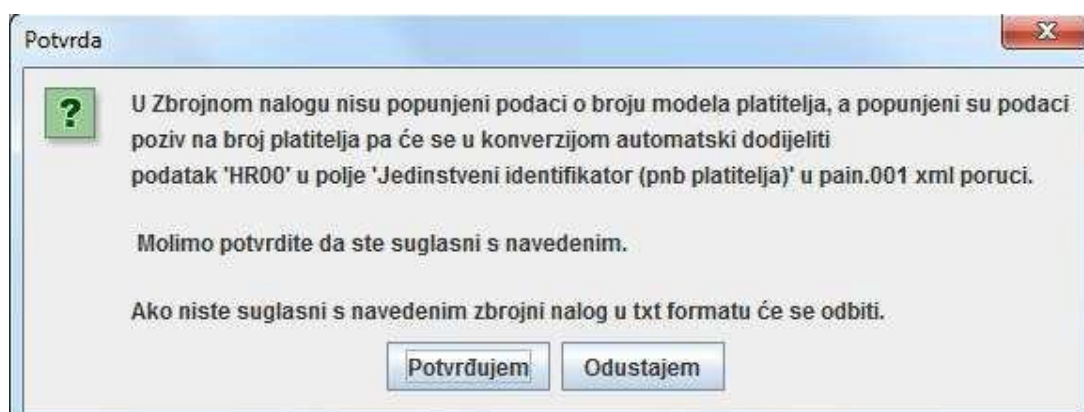 Potvrda
U Zbrojnom nalogu nisu popunjeni podaci o broju modela platitelja, a popunjeni su podaci
poziv na broj platitelja pa će se u konverzijom automatski dodijeliti
podatak 'HR00' u polje 'Jedinstveni identifikator (pnb platitelja)' u pain.001 xml poruci.
Molimo potvrdite da ste suglasni s navedenim.
Ako niste suglasni s navedenim zbrojni nalog u txt formatu će se odbiti.
Potvrđujem Odustajem